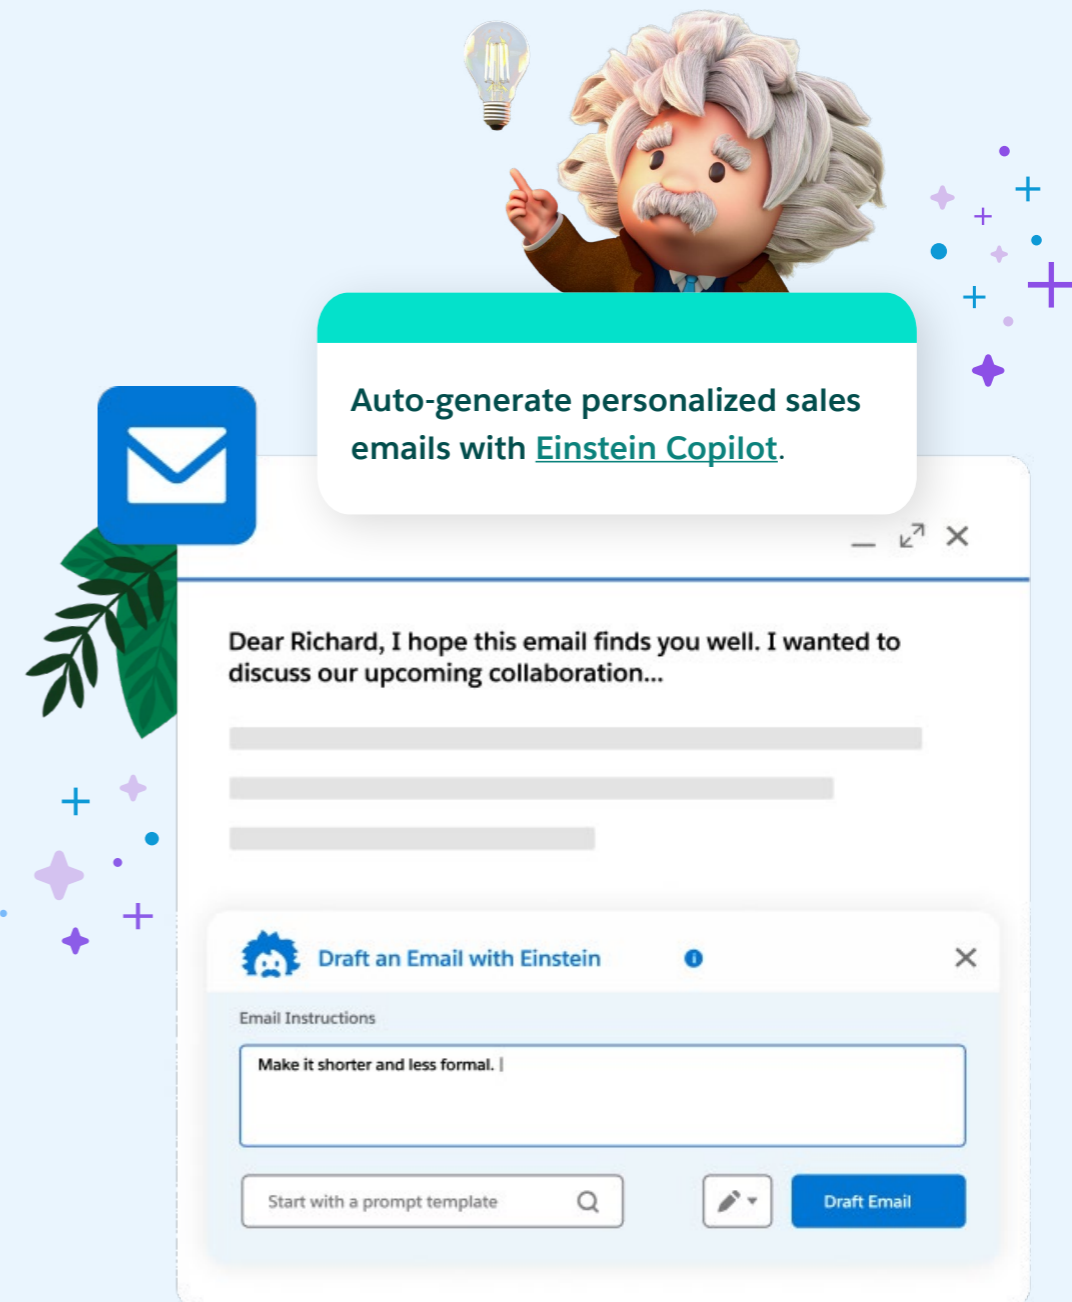 Auto-generate personalized sales
emails with Einstein Copilot.
Dear Richard, I hope this email finds you well. I wanted to
discuss our upcoming collaboration...
Draft an Email with Einstein
Email Instructions
Make it shorter and less formal.
Start with a prompt template
Draft Email